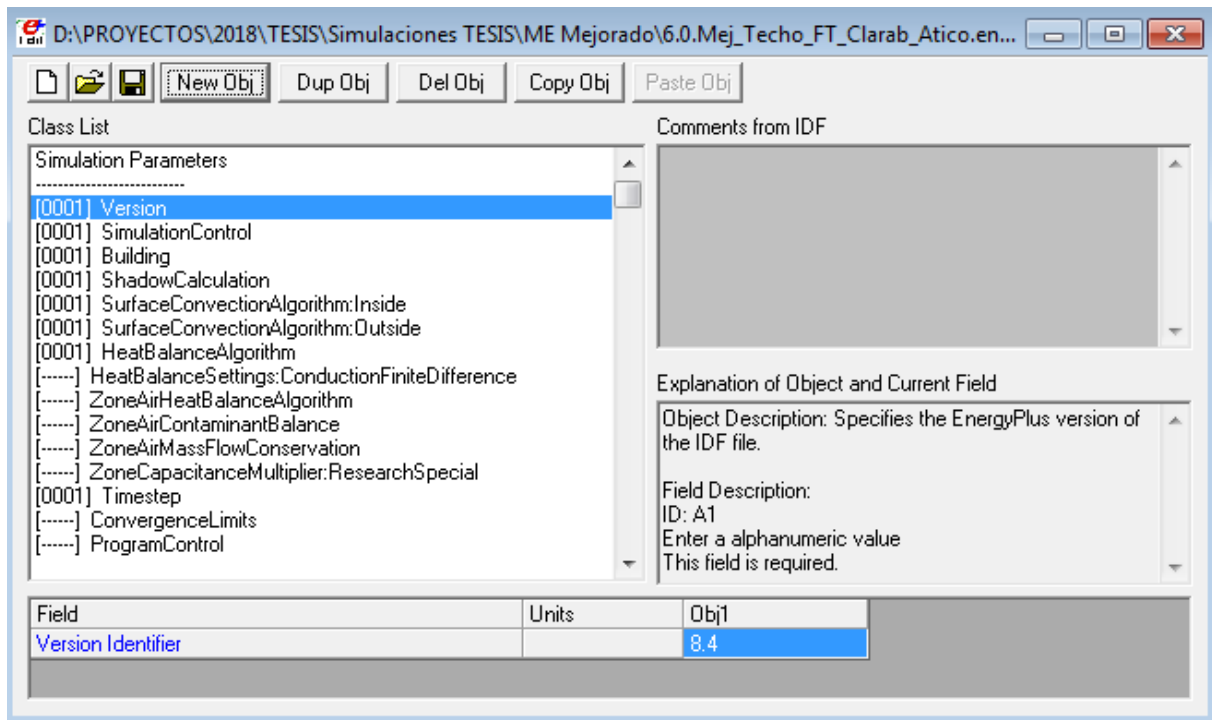 D:\PROYECTOS\2018\TESIS\Simulaciones TESIS\ME Mejorado\6.0.Mej_Techo_FT_Clarab_Atico.en...
New Obj Dup Obj Del Obj Copy Obj Paste Obj
Class List
Simulation Parameters
---------------------------
[0001] Version
[0001] SimulationControl
[0001] Building
[0001] ShadowCalculation
[0001] SurfaceConvectionAlgorithm:Inside
[0001] SurfaceConvectionAlgorithm:Outside
[0001] HeatBalanceAlgorithm
[------] HeatBalanceSettings:ConductionFiniteDifference
[------] ZoneAirHeatBalanceAlgorithm
[------] ZoneAirContaminantBalance
[------] ZoneAirMassFlowConservation
[------] ZoneCapacitanceMultiplier:ResearchSpecial
[0001] Timestep
[------] ConvergenceLimits
[------] ProgramControl
Comments from IDF
Explanation of Object and Current Field
Object Description: Specifies the EnergyPlus version of
the IDF file.
Field Description:
ID: A1
Enter a alphanumeric value
This field is required.
Field Units Obj1
Version Identifier 8.4